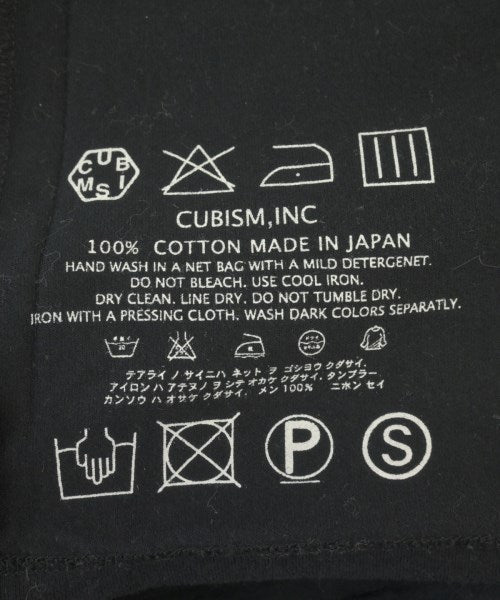 CUBISM
CUBISM,INC
100% COTTON MADE IN JAPAN
HAND WASH IN A NET BAG WITH A MILD DETERGENET.
DO NOT BLEACH. USE COOL IRON.
DRY CLEAN. LINE DRY. DO NOT TUMBLE DRY.
IRON WITH A PRESSING CLOTH. WASH DARK COLORS SEPARATLY.
テアライ ノ サイニハ ネット ヲ ゴシヨウ クダサイ.
アイロン ハ アテヌノ ヲ シテ オカケ クダサイ. タンブラー
カンソウ ハ オサケ クダサイ. メン 100% ニホン セイ
P S